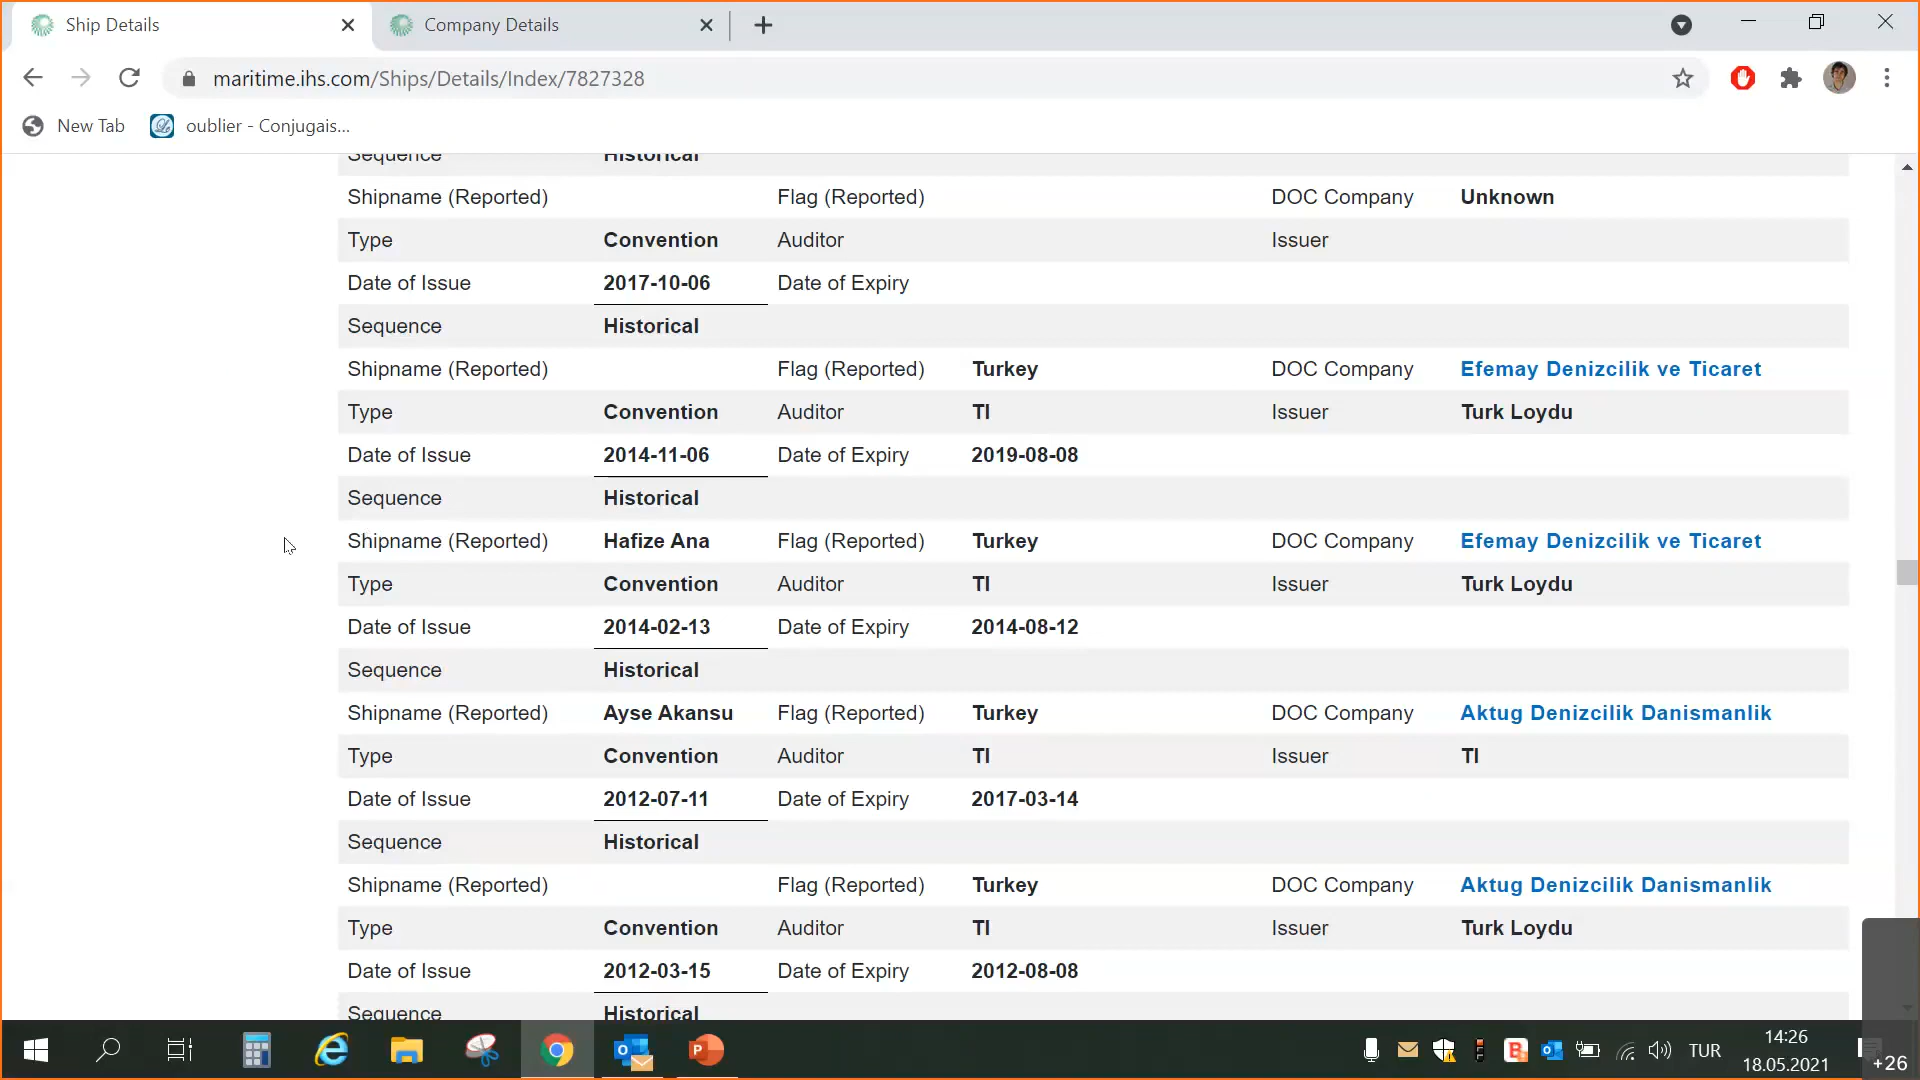 Ship Details
Company Details
maritime.ihs.com/Ships/Details/Index/7827328
New Tab oublier - Conjugais...
Sequence Historical
Shipname (Reported) Flag (Reported) DOC Company Unknown
Type Convention Auditor Issuer
Date of Issue 2017-10-06 Date of Expiry
Sequence Historical
Shipname (Reported) Flag (Reported) Turkey DOC Company Efemay Denizcilik ve Ticaret
Type Convention Auditor TI Issuer Turk Loydu
Date of Issue 2014-11-06 Date of Expiry 2019-08-08
Sequence Historical
Shipname (Reported) Hafize Ana Flag (Reported) Turkey DOC Company Efemay Denizcilik ve Ticaret
Type Convention Auditor TI Issuer Turk Loydu
Date of Issue 2014-02-13 Date of Expiry 2014-08-12
Sequence Historical
Shipname (Reported) Ayse Akansu Flag (Reported) Turkey DOC Company Aktug Denizcilik Danismanlik
Type Convention Auditor TI Issuer TI
Date of Issue 2012-07-11 Date of Expiry 2017-03-14
Sequence Historical
Shipname (Reported) Flag (Reported) Turkey DOC Company Aktug Denizcilik Danismanlik
Type Convention Auditor TI Issuer Turk Loydu
Date of Issue 2012-03-15 Date of Expiry 2012-08-08
Sequence Historical
TUR
14:26
18.05.2021
+26